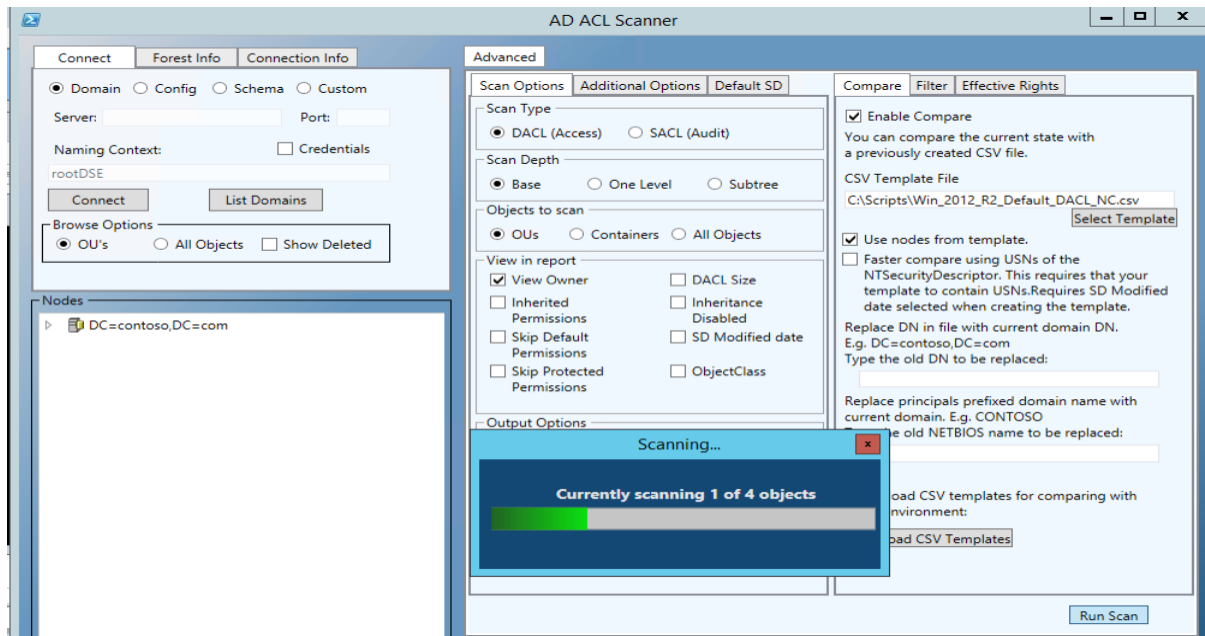 AD ACL Scanner
Connect
Forest Info
Connection Info
Domain
Config
Schema
Custom
Server:
Port:
Naming Context:
Credentials
rootDSE
Connect
List Domains
Browse Options
OU's
All Objects
Show Deleted
Nodes
DC=contoso,DC=com
Advanced
Scan Options
Additional Options
Default SD
Scan Type
DACL (Access)
SACL (Audit)
Scan Depth
Base
One Level
Subtree
Objects to scan
OUs
Containers
All Objects
View in report
View Owner
DACL Size
Inherited
Permissions
Inheritance
Disabled
Skip Default
Permissions
SD Modified date
Skip Protected
Permissions
ObjectClass
Output Options
Scanning...
x
Currently scanning 1 of 4 objects
Compare
Filter
Effective Rights
Enable Compare
You can compare the current state with
a previously created CSV file.
CSV Template File
C:\Scripts\Win_2012_R2_Default_DACL_NC.csv
Select Template
Use nodes from template.
Faster compare using USNs of the
NTSecurityDescriptor. This requires that your
template to contain USNs.Requires SD Modified
date selected when creating the template.
Replace DN in file with current domain DN.
E.g. DC=contoso,DC=com
Type the old DN to be replaced:
Replace principals prefixed domain name with
current domain. E.g. CONTOSO
old NETBIOS name to be replaced:
CSV templates for comparing with
CSV Templates
Run Scan